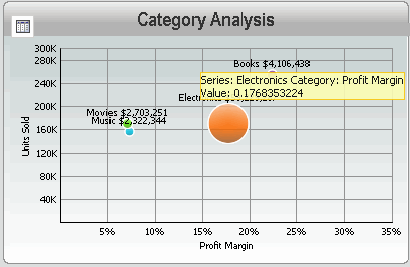 Category Analysis
300K
280K
240K
200K
160K
120K
80K
40K
Units Sold
Books $4,106,438
Series: Electronics Category: Profit Margin
Value: 0.1768353224
Electronics
Movies $2,703,251
Music $2,322,344
5%
10%
15%
20%
25%
30%
35%
Profit Margin